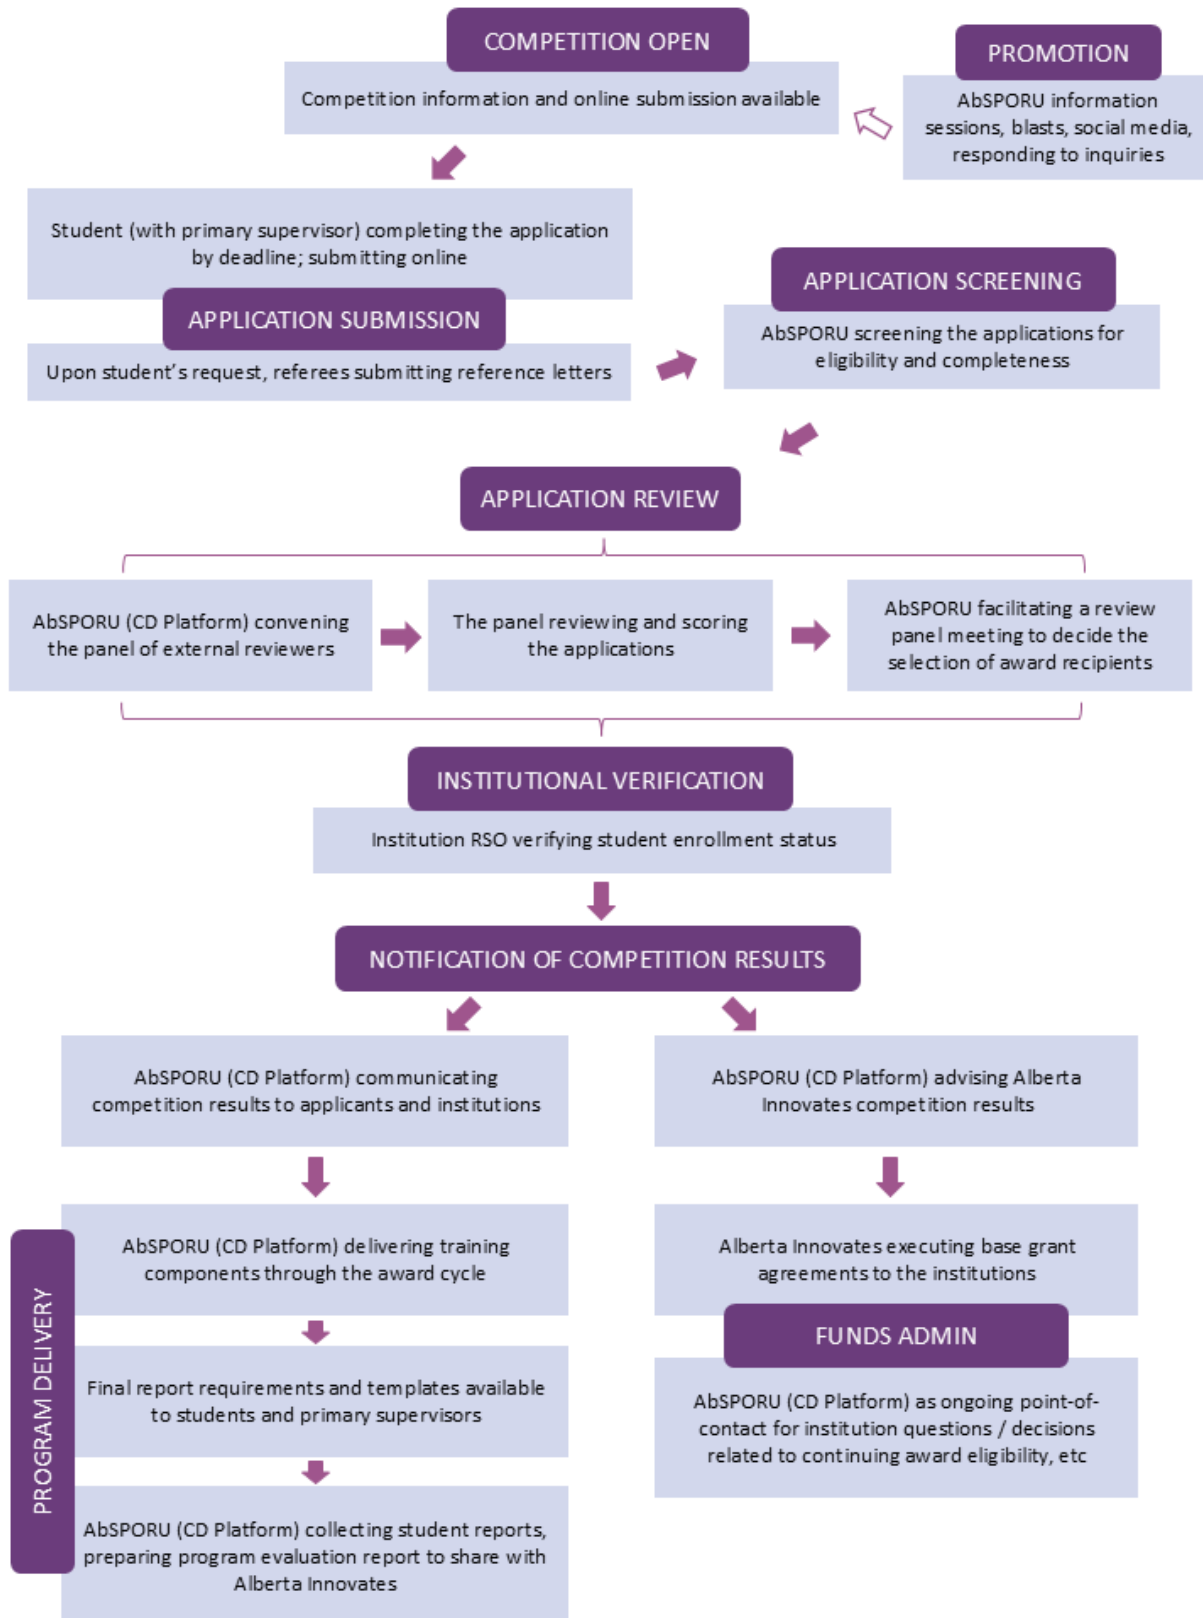 COMPETITION OPEN
Competition information and online submission available
PROMOTION
AbSPORU information
sessions, blasts, social media,
responding to inquiries
Student (with primary supervisor) completing the application
by deadline; submitting online
APPLICATION SUBMISSION
Upon student's request, referees submitting reference letters
APPLICATION SCREENING
AbSPORU screening the applications for
eligibility and completeness
APPLICATION REVIEW
AbSPORU (CD Platform) convening
the panel of external reviewers
The panel reviewing and scoring
the applications
AbSPORU facilitating a review
panel meeting to decide the
selection of award recipients
INSTITUTIONAL VERIFICATION
Institution RSO verifying student enrollment status
NOTIFICATION OF COMPETITION RESULTS
AbSPORU (CD Platform) communicating
competition results to applicants and institutions
AbSPORU (CD Platform) advising Alberta
Innovates competition results
PROGRAM DELIVERY
AbSPORU (CD Platform) delivering training
components through the award cycle
Final report requirements and templates available
to students and primary supervisors
AbSPORU (CD Platform) collecting student reports,
preparing program evaluation report to share with
Alberta Innovates
Alberta Innovates executing base grant
agreements to the institutions
FUNDS ADMIN
AbSPORU (CD Platform) as ongoing point-of-
contact for institution questions / decisions
related to continuing award eligibility, etc